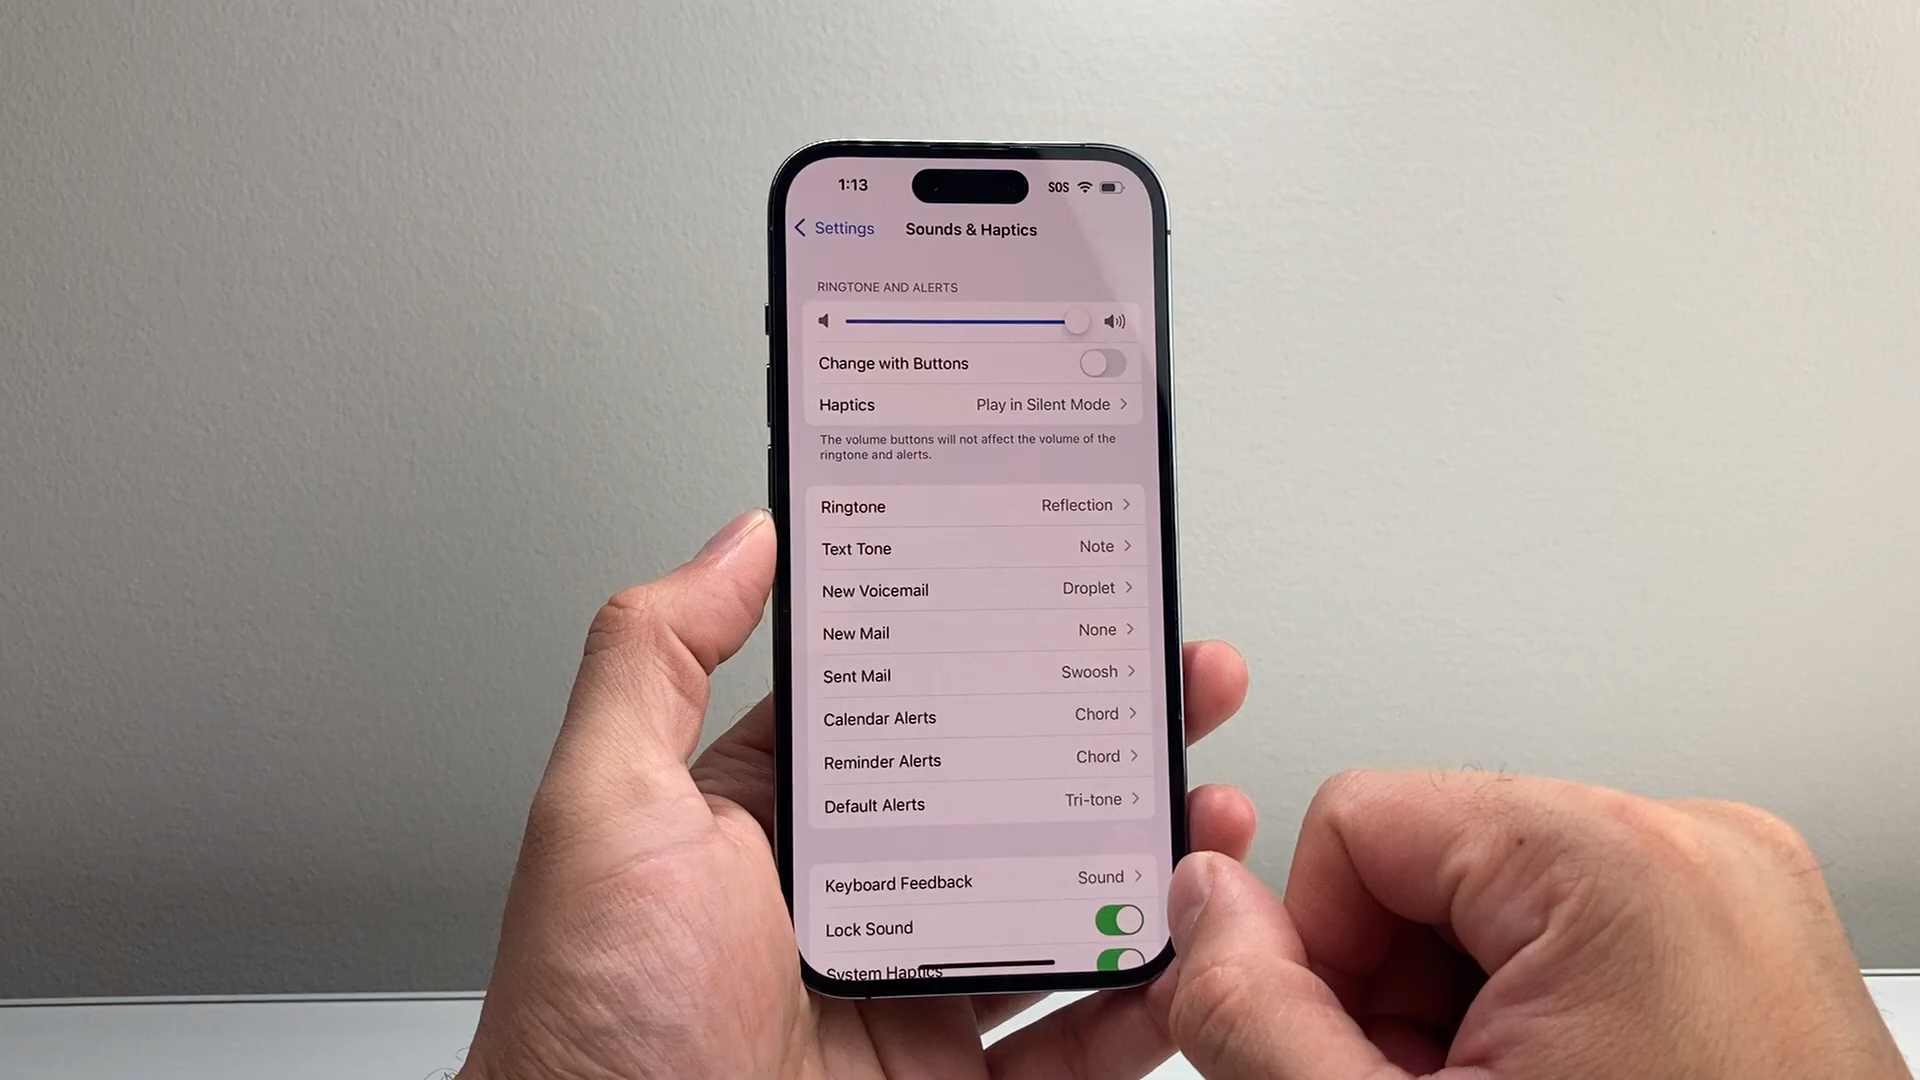 1:13
SOS
Settings
Sounds & Haptics
RINGTONE AND ALERTS
Change with Buttons
Haptics Play in Silent Mode
The volume buttons will not affect the volume of the
ringtone and alerts.
Ringtone Reflection
Text Tone Note
New Voicemail Droplet
New Mail None
Sent Mail Swoosh
Calendar Alerts Chord
Reminder Alerts Chord
Default Alerts Tri-tone
Keyboard Feedback Sound
Lock Sound
System Haptics